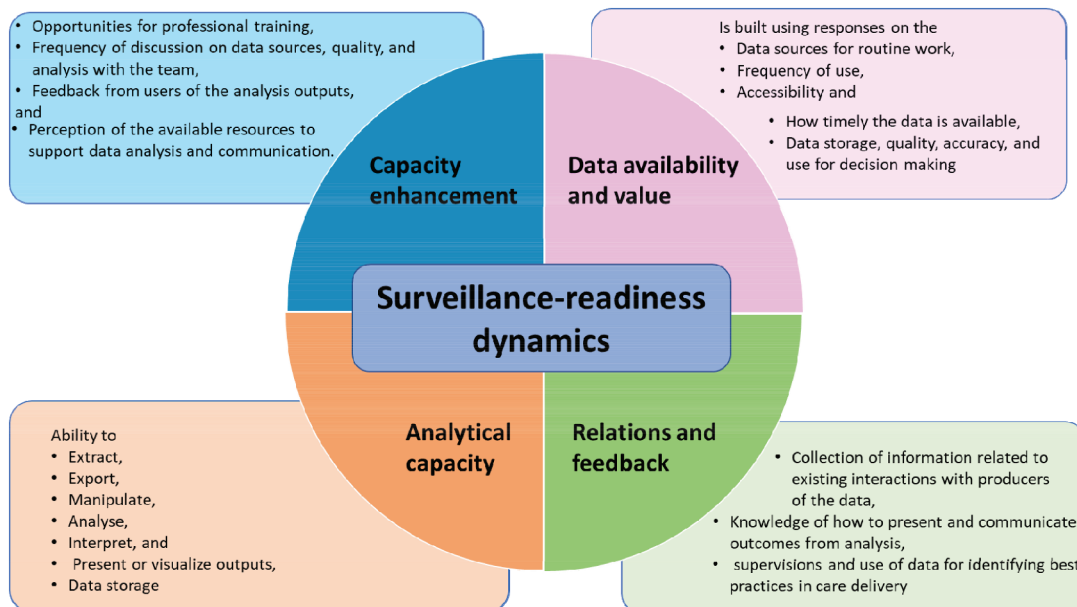 • Opportunities for professional training,
• Frequency of discussion on data sources, quality, and
analysis with the team,
• Feedback from users of the analysis outputs,
and
• Perception of the available resources to
support data analysis and communication.
Is built using responses on the
• Data sources for routine work,
• Frequency of use,
• Accessibility and
• How timely the data is available,
• Data storage, quality, accuracy, and
use for decision making
Capacity
enhancement
Data availability
and value
Surveillance-readiness
dynamics
Analytical
capacity
Relations and
feedback
Ability to
• Extract,
• Export,
• Manipulate,
• Analyse,
• Interpret, and
• Present or visualize outputs,
• Data storage
• Collection of information related to
existing interactions with producers
of the data,
• Knowledge of how to present and communicate
outcomes from analysis,
• supervisions and use of data for identifying best
practices in care delivery